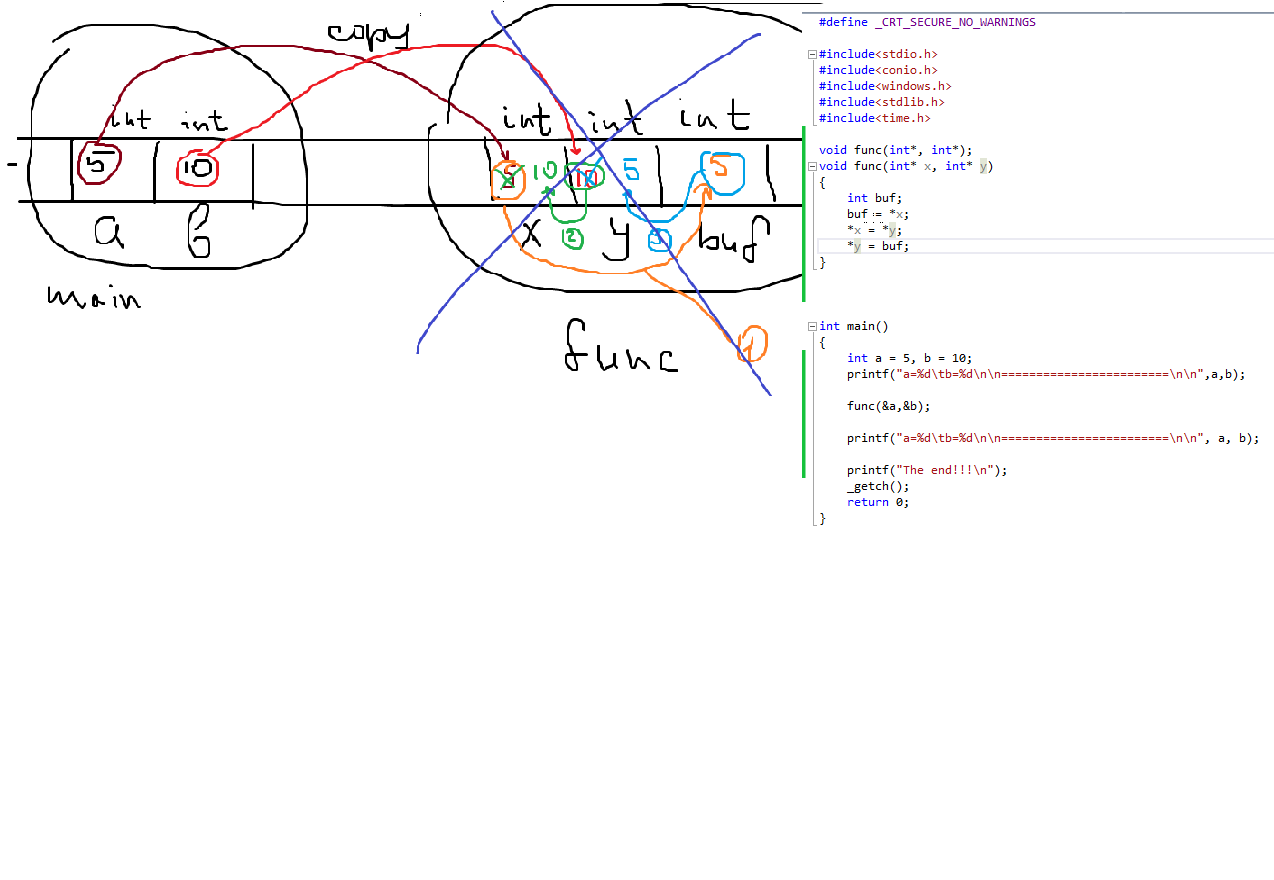 copy
int int
int int int
5 10
5 10 10 5 5
a b
x 2 y 3 buf
main
func
1
#define _CRT_SECURE_NO_WARNINGS
#include<stdio.h>
#include<conio.h>
#include<windows.h>
#include<stdlib.h>
#include<time.h>
void func(int*, int*);
void func(int* x, int* y)
{
    int buf;
    buf = *x;
    *x = *y;
    *y = buf;
}
int main()
{
    int a = 5, b = 10;
    printf("a=%d\tb=%d\n\n========================\n\n",a,b);
    func(&a,&b);
    printf("a=%d\tb=%d\n\n========================\n\n", a, b);
    printf("The end!!!\n");
    _getch();
    return 0;
}